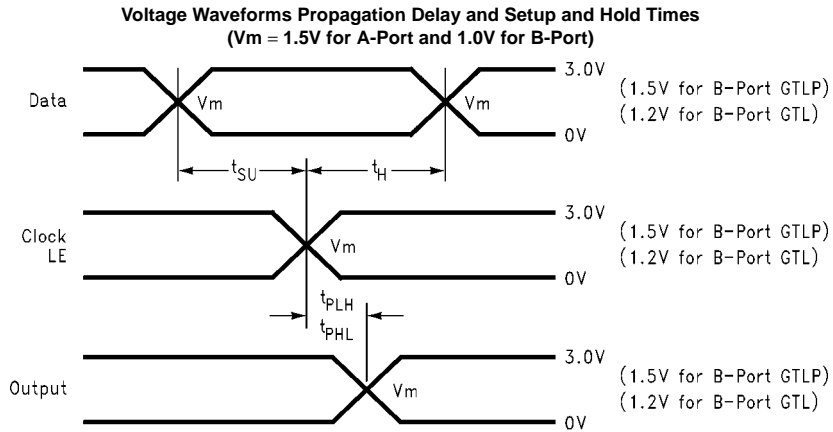 Voltage Waveforms Propagation Delay and Setup and Hold Times
(Vm = 1.5V for A-Port and 1.0V for B-Port)
3.0V
(1.5V for B-Port GTLP)
Data
Vm
Vm
(1.2V for B-Port GTL)
0V
tSU
tH
3.0V
(1.5V for B-Port GTLP)
Clock
LE
Vm
(1.2V for B-Port GTL)
0V
tPLH
tPHL
3.0V
(1.5V for B-Port GTLP)
Output
Vm
(1.2V for B-Port GTL)
0V